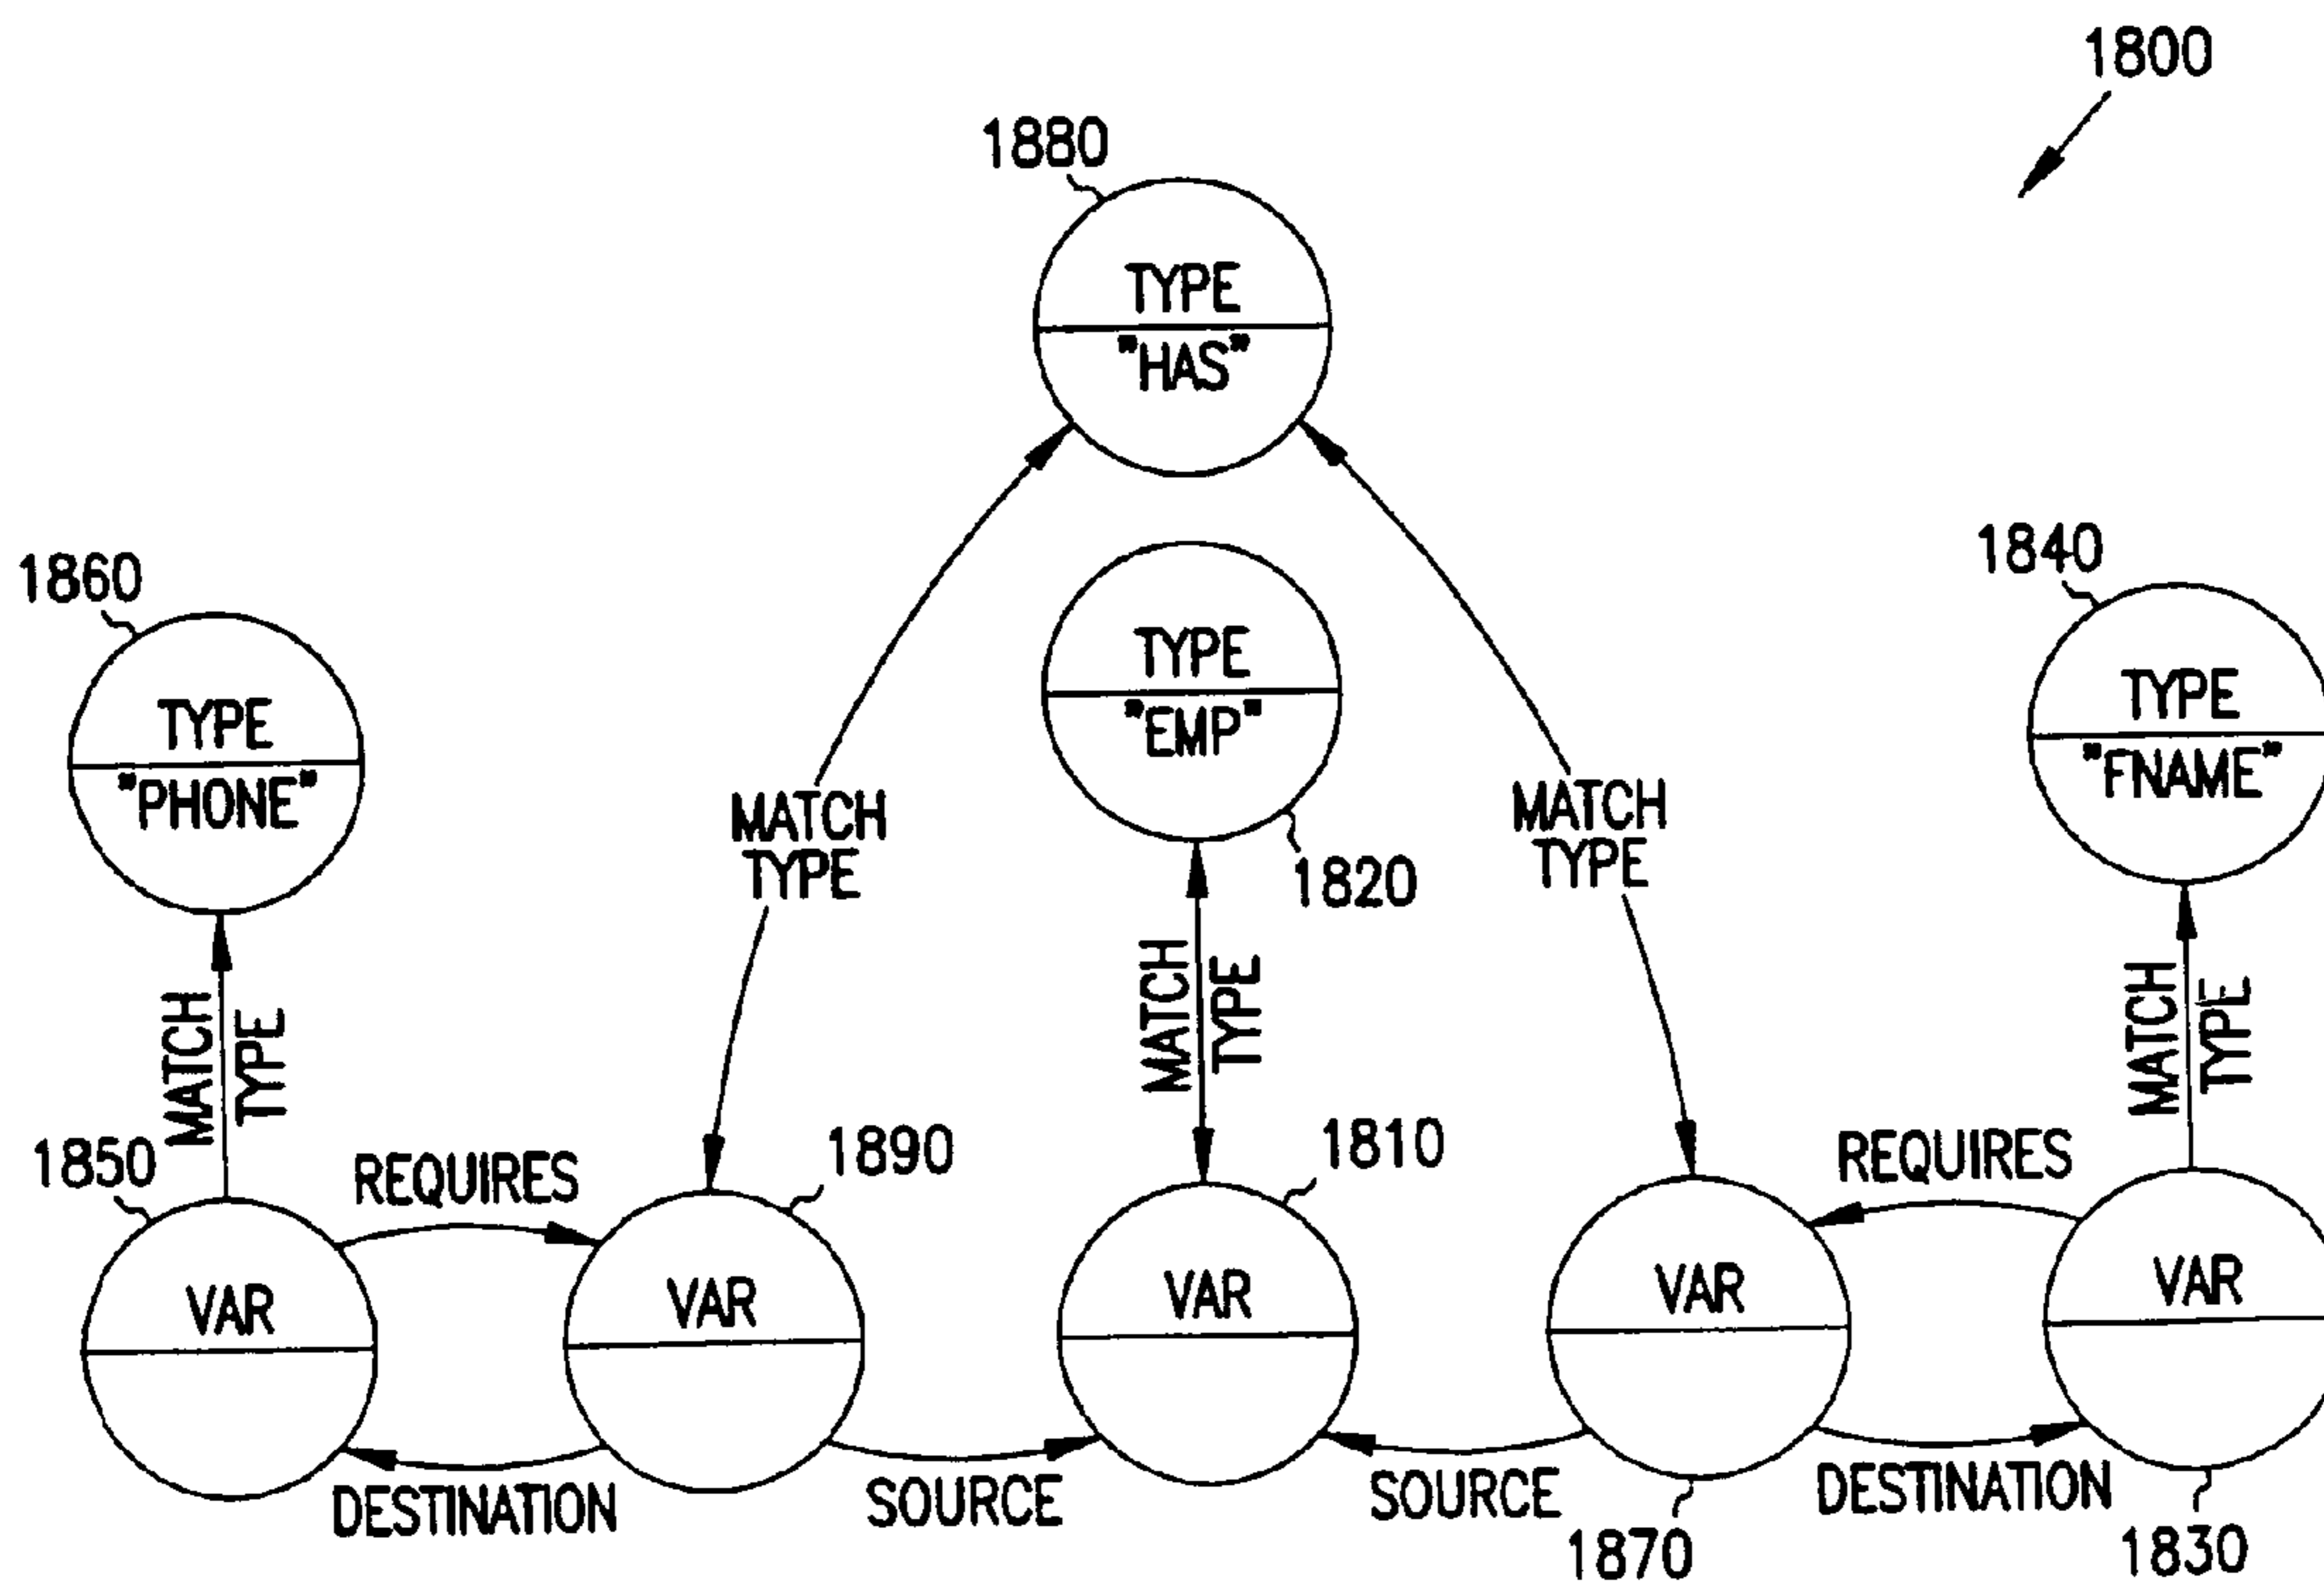 1800
1880
TYPE
"HAS"
1860
TYPE
"PHONE"
TYPE
"EMP"
1820
1840
TYPE
"FNAME"
MATCH
TYPE
MATCH
TYPE
MATCH
TYPE
MATCH
TYPE
MATCH
TYPE
1850
REQUIRES
1890
1810
REQUIRES
VAR
VAR
VAR
VAR
VAR
DESTINATION
SOURCE
SOURCE
DESTINATION
1870
1830